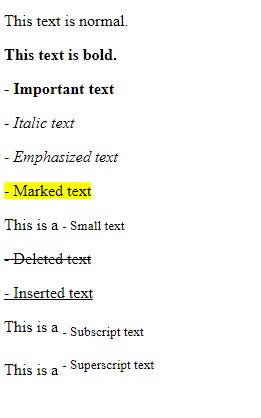 This text is normal.
This text is bold.
- Important text
- Italic text
- Emphasized text
- Marked text
This is a - Small text
- Deleted text
- Inserted text
This is a - Subscript text
This is a - Superscript text